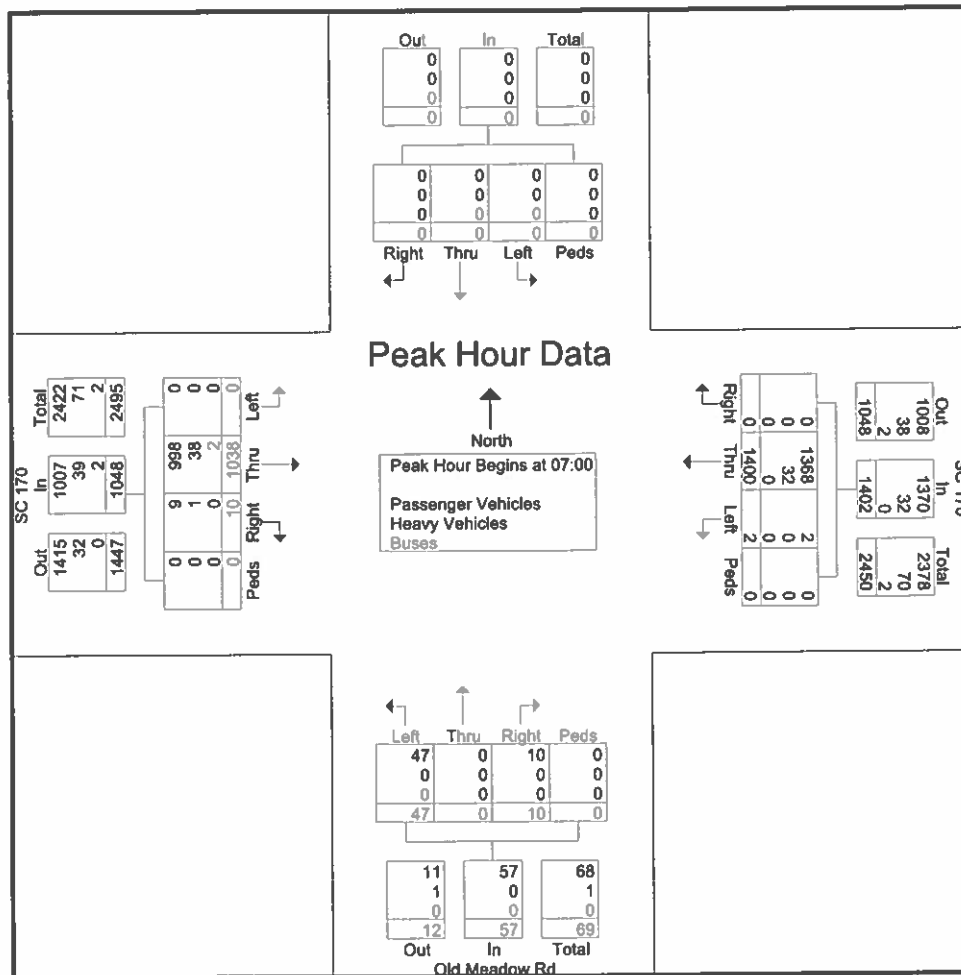 Out In Total
0 0 0
0 0 0
0 0 0
0 0 0
0 0 0 0
0 0 0 0
0 0 0 0
0 0 0 0
Right Thru Left Peds
Peak Hour Data
North
Peak Hour Begins at 07:00
Passenger Vehicles
Heavy Vehicles
Buses
SC 170
Out In Total
1415 1007 2422
32 39 71
0 2 2
1447 1048 2495
Peds Right Thru Left
0 9 998 0
0 1 38 0
0 0 2 0
0 10 1038 0
SC 170
Out In Total
1008 1370 2378
38 32 70
2 0 2
1048 1402 2450
Right Thru Left Peds
0 1368 2 0
0 32 0 0
0 0 0 0
0 1400 2 0
Left Thru Right Peds
47 0 10 0
0 0 0 0
0 0 0 0
47 0 10 0
11 57 68
1 0 1
0 0 0
12 57 69
Out In Total
Old Meadow Rd